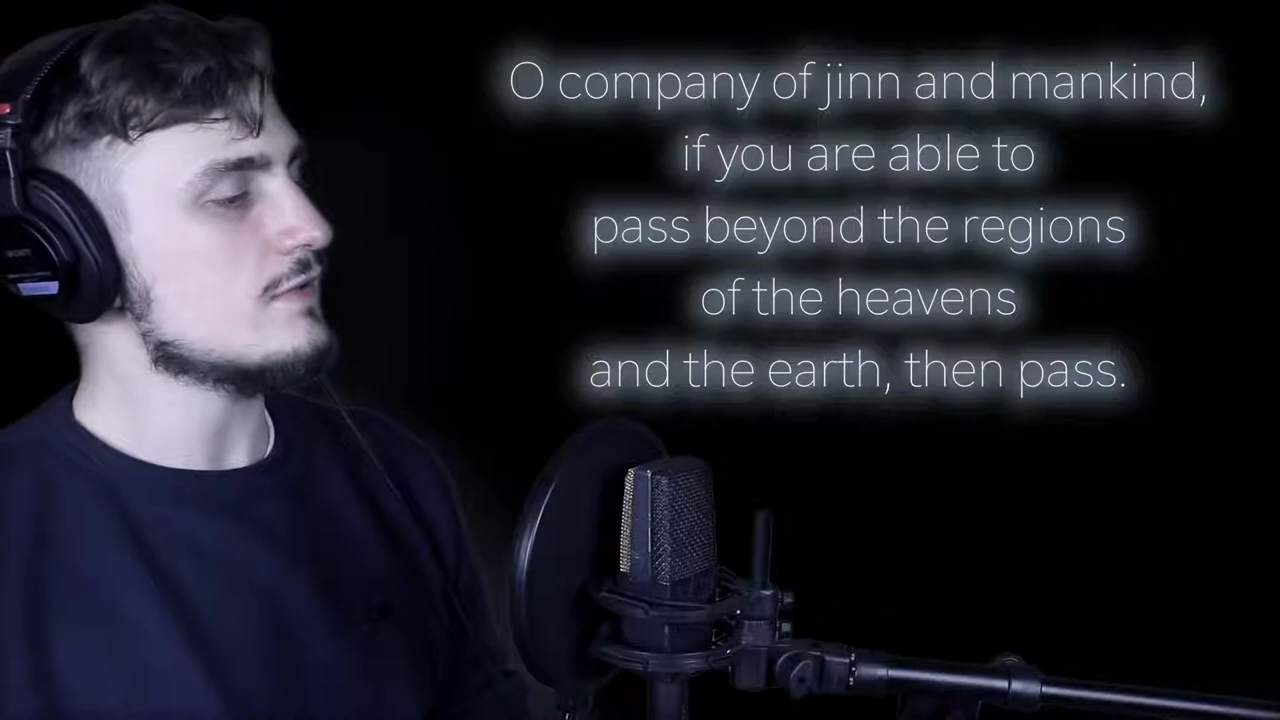 O company of jinn and mankind,
if you are able to
pass beyond the regions
of the heavens
and the earth, then pass.
SONY